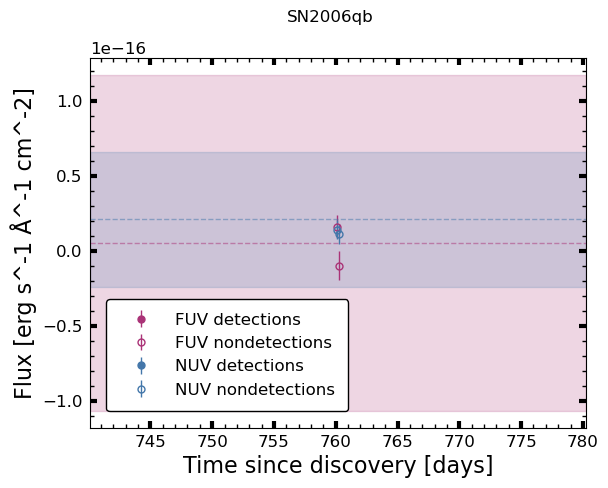 SN2006qb
1e−16
1.0
0.5
0.0
−0.5
−1.0
Flux [erg s^-1 Å^-1 cm^-2]
FUV detections
FUV nondetections
NUV detections
NUV nondetections
745 750 755 760 765 770 775 780
Time since discovery [days]